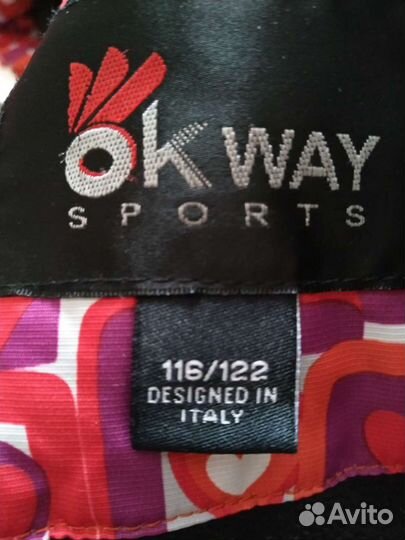 ok WAY
SPORTS
116/122
DESIGNED IN
ITALY
Avito